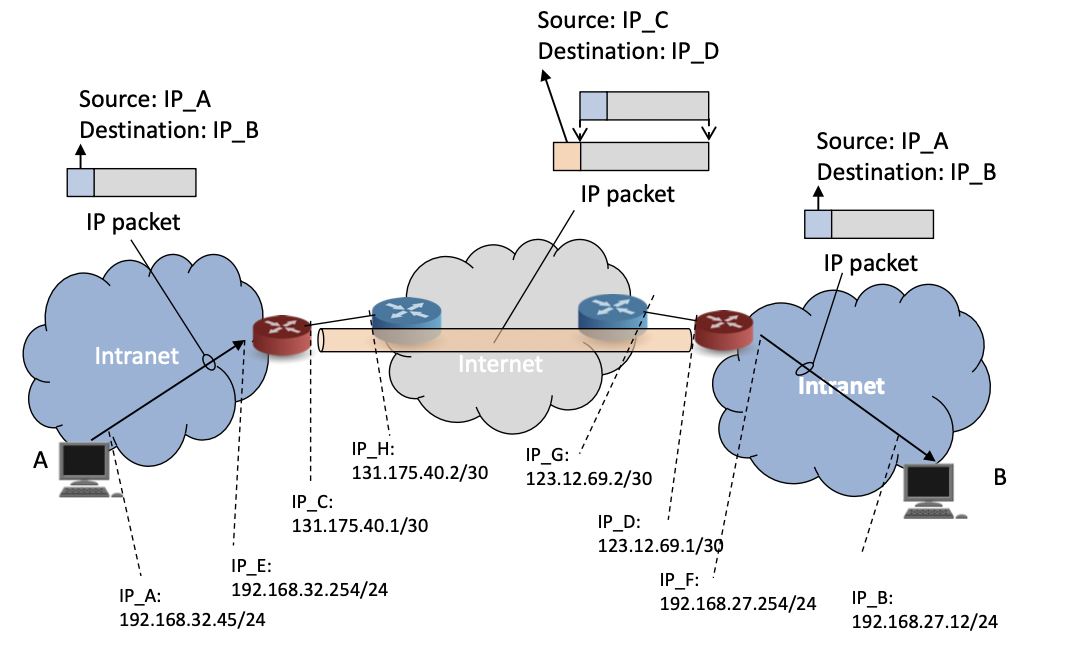 Source: IP_C
Destination: IP_D
Source: IP_A
Destination: IP_B
IP packet
IP packet
Source: IP_A
Destination: IP_B
IP packet
Intranet
Internet
Intranet
A
B
IP_H:
131.175.40.2/30
IP_G:
123.12.69.2/30
IP_C:
131.175.40.1/30
IP_D:
123.12.69.1/30
IP_E:
192.168.32.254/24
IP_F:
192.168.27.254/24
IP_A:
192.168.32.45/24
IP_B:
192.168.27.12/24